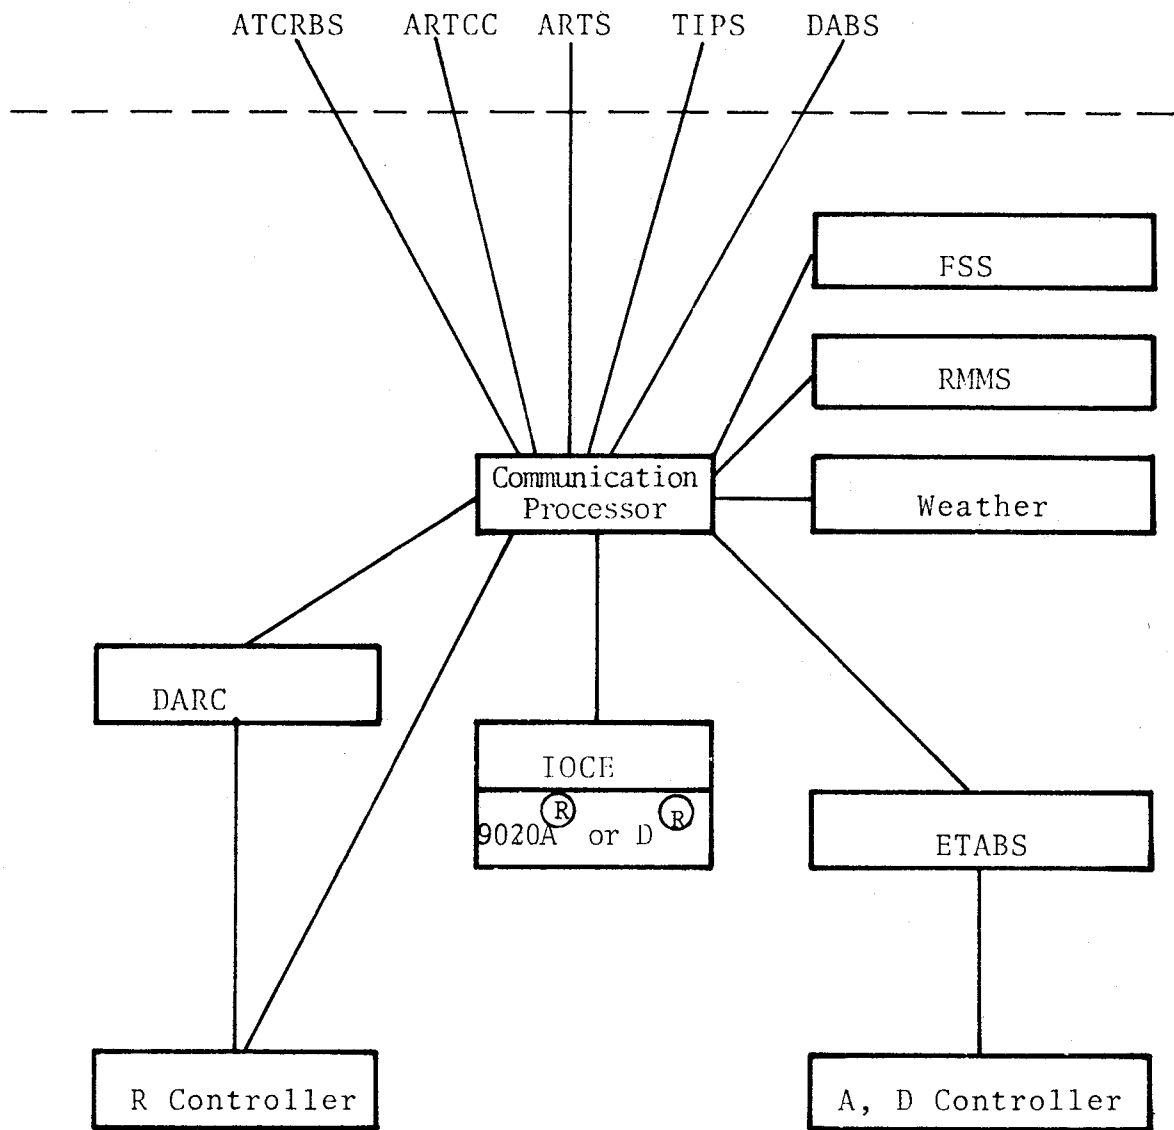 ATCRBS ARTCC ARTS TIPS DABS
FSS
RMMS
Communication
Processor
Weather
DARC
IOCE
R R
9020A or D
ETABS
R Controller
A, D Controller